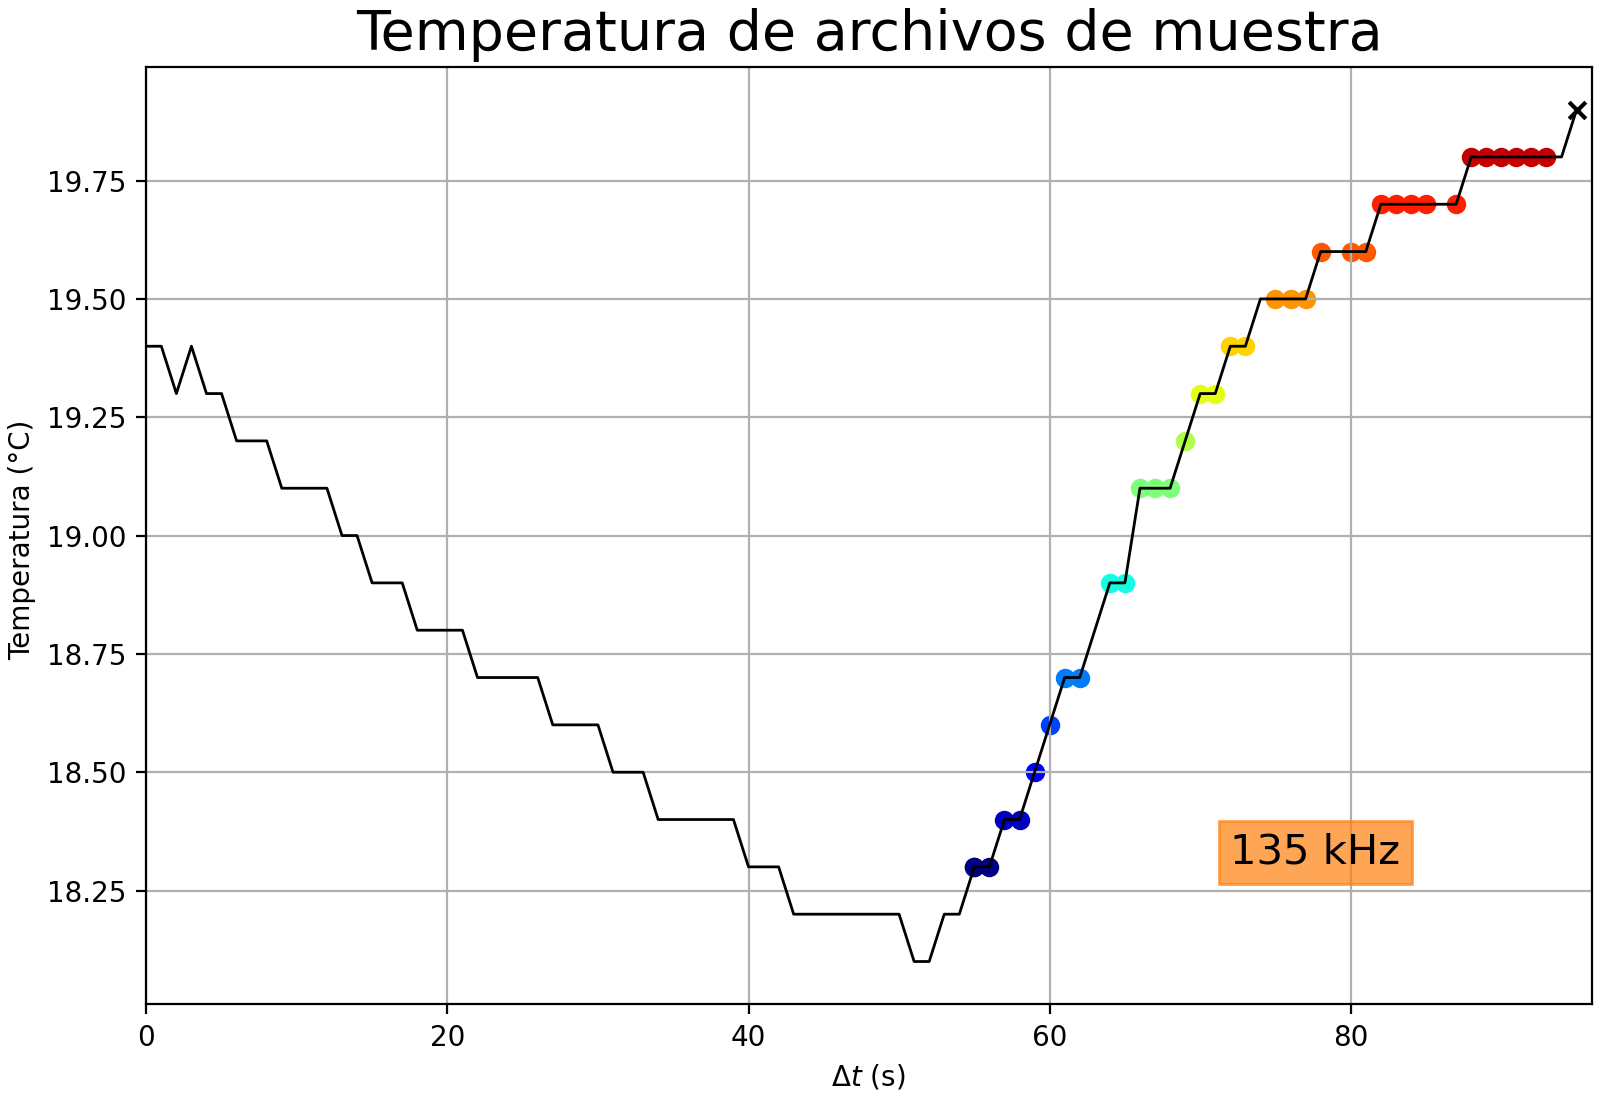 Temperatura de archivos de muestra
Temperatura (°C)
19.75
19.50
19.25
19.00
18.75
18.50
18.25
135 kHz
0 20 40 60 80
Δt (s)